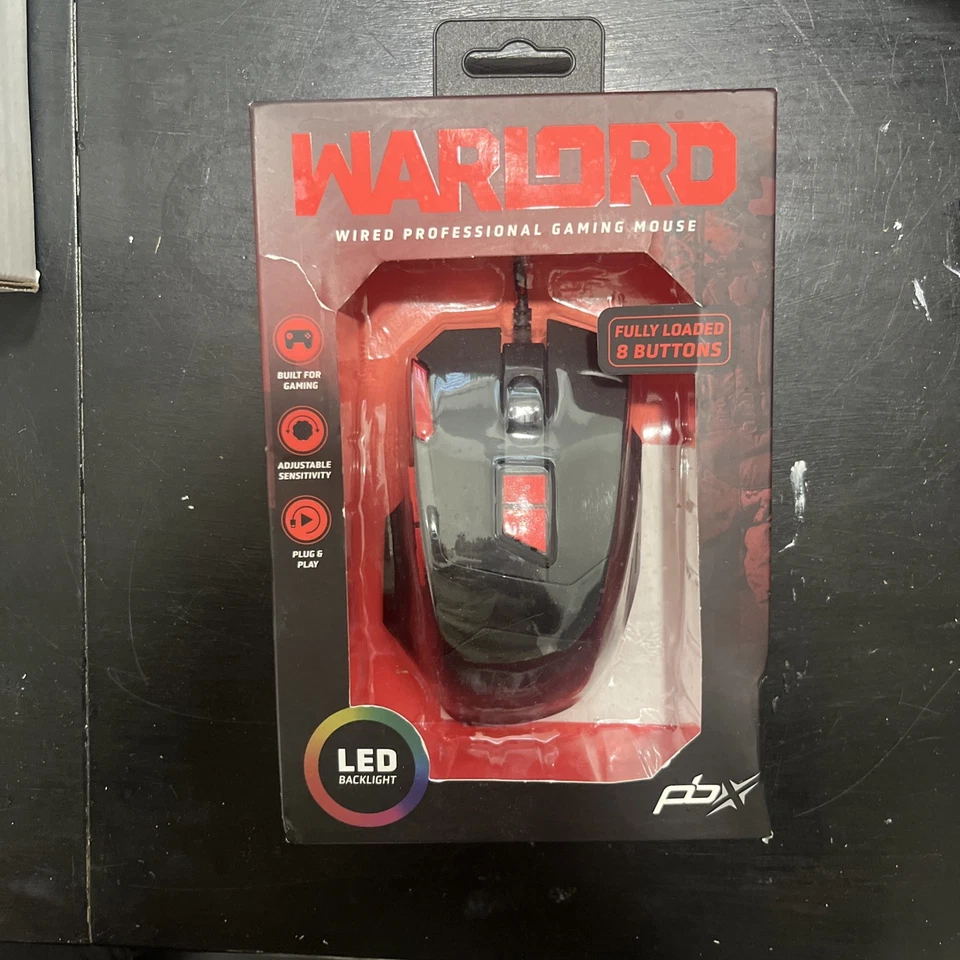 WARLORD
WIRED PROFESSIONAL GAMING MOUSE
FULLY LOADED
8 BUTTONS
BUILT FOR
GAMING
ADJUSTABLE
SENSITIVITY
PLUG &
PLAY
LED
BACKLIGHT
pbx